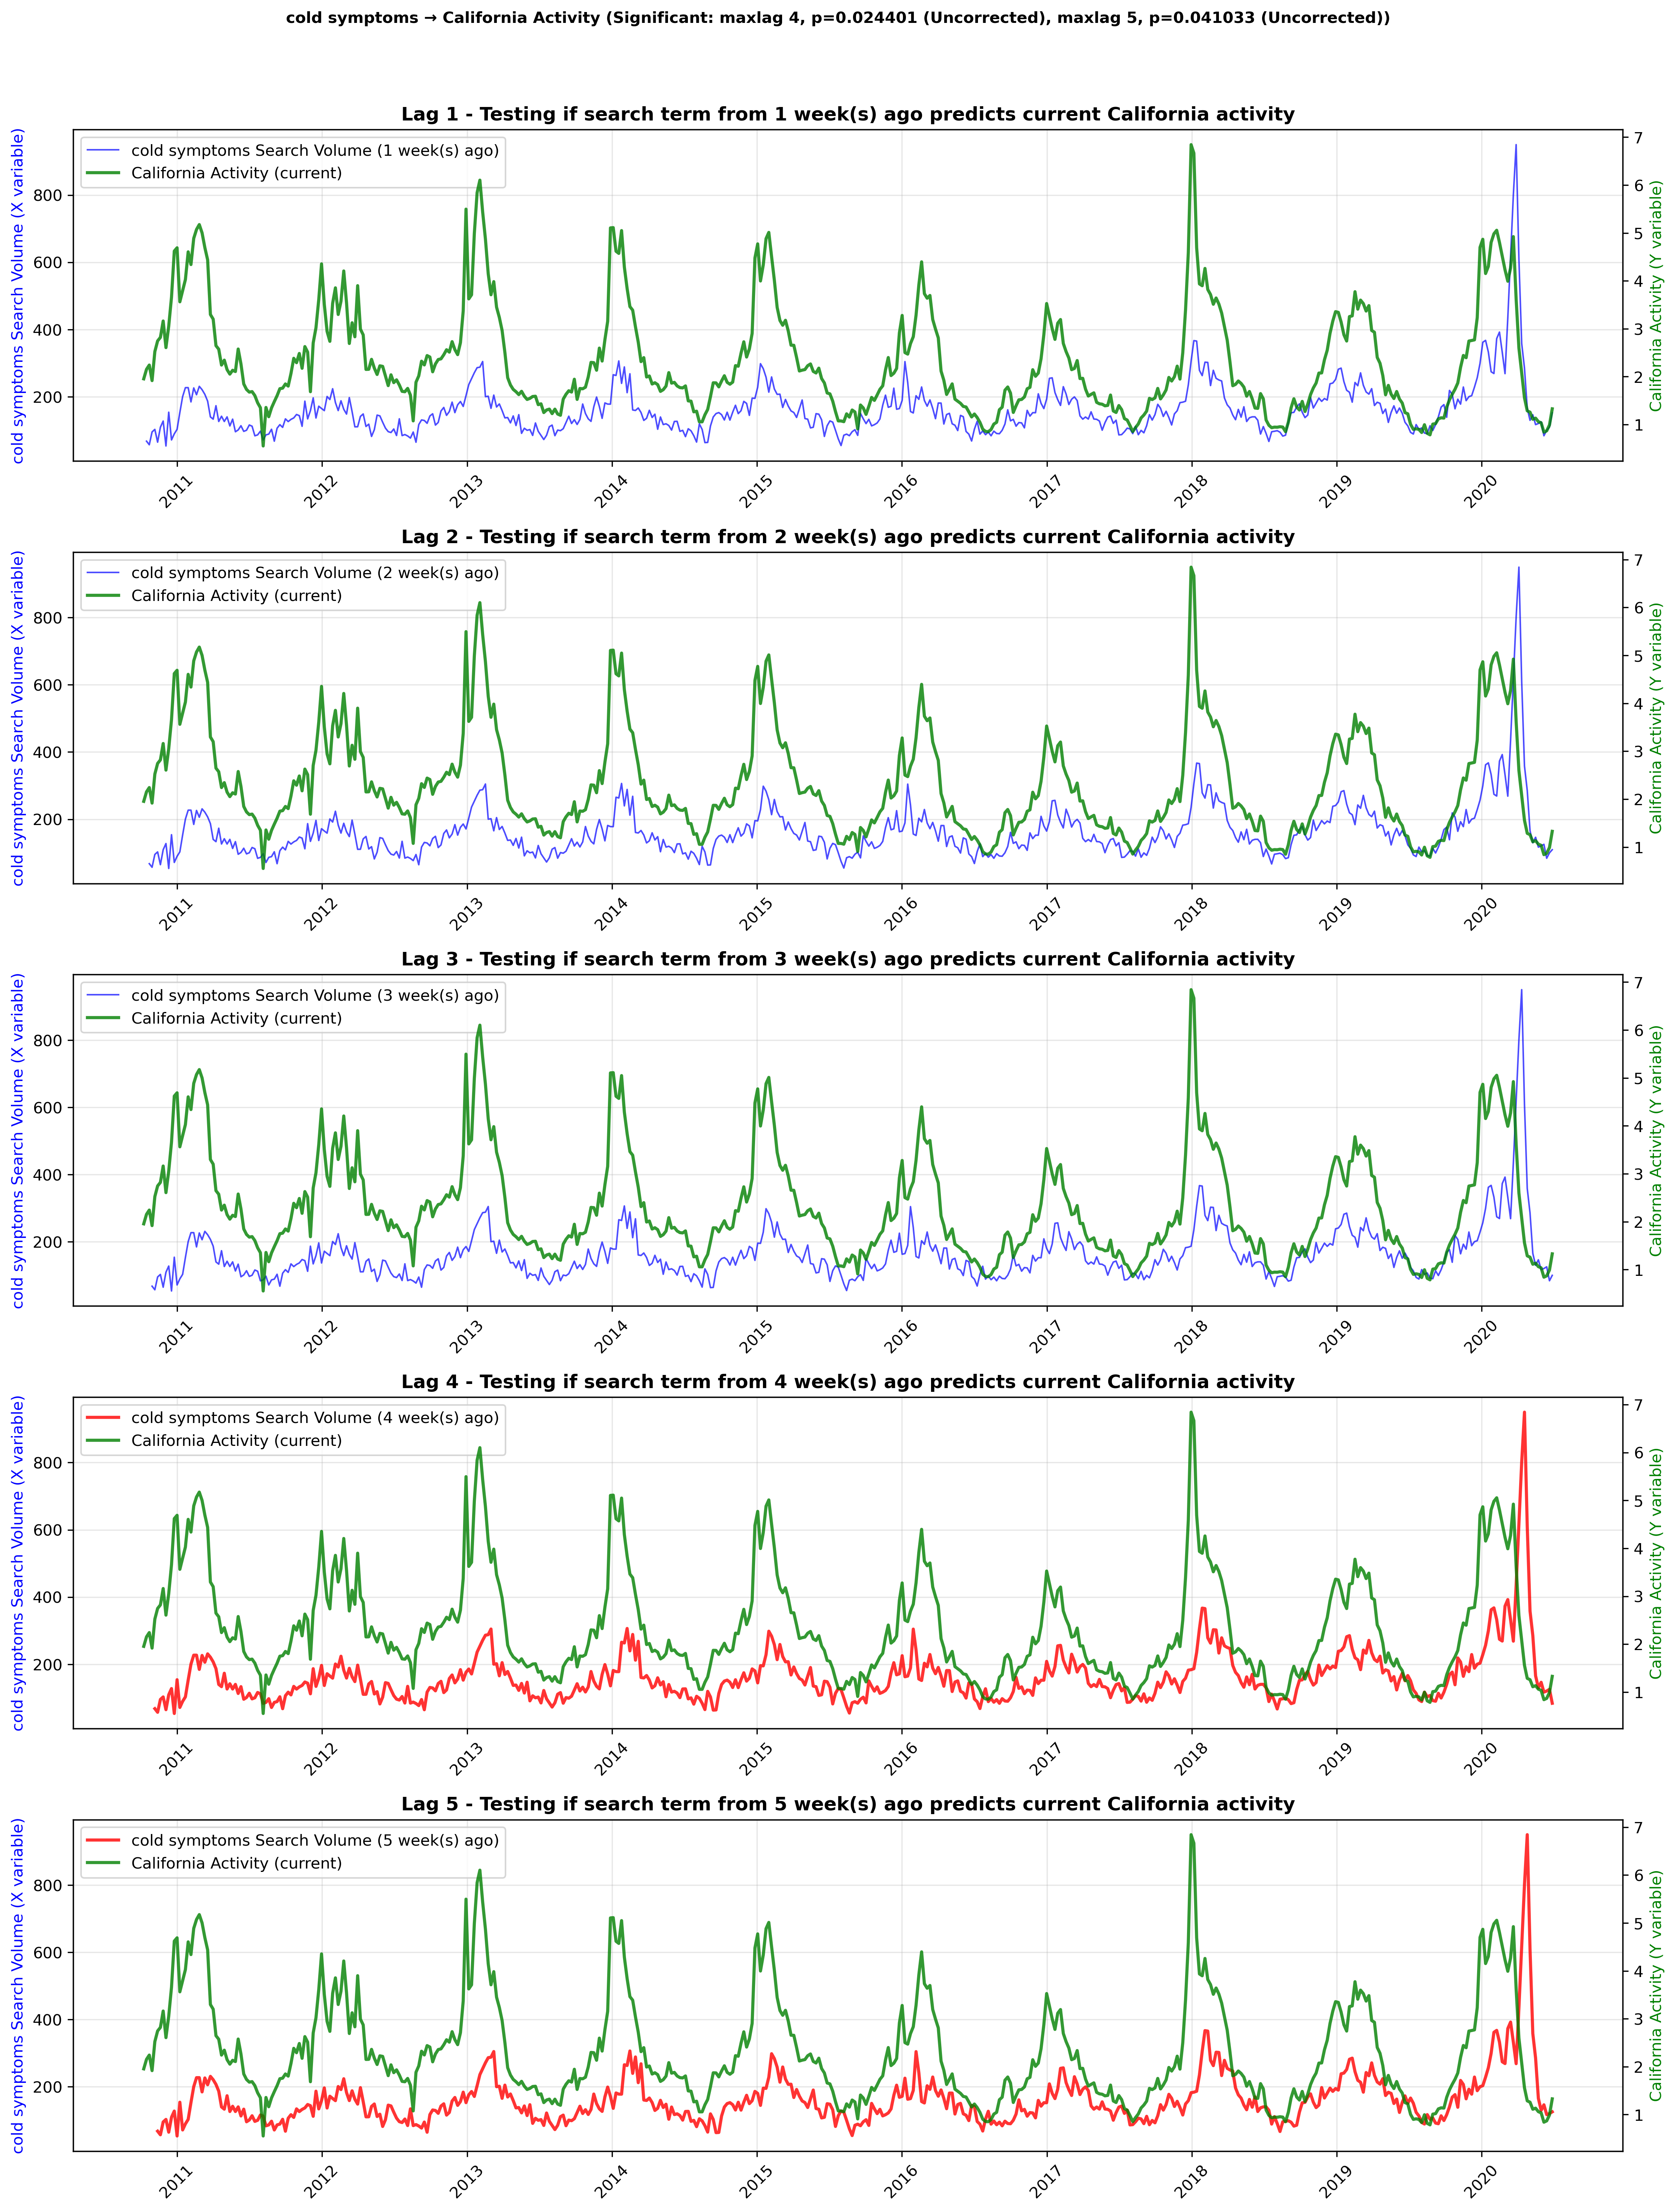 cold symptoms → California Activity (Significant: maxlag 4, p=0.024401 (Uncorrected), maxlag 5, p=0.041033 (Uncorrected))
Lag 1 - Testing if search term from 1 week(s) ago predicts current California activity
cold symptoms Search Volume (X variable)
800
600
400
200
cold symptoms Search Volume (1 week(s) ago)
California Activity (current)
7
6
5
4
3
2
1
California Activity (Y variable)
2011 2012 2013 2014 2015 2016 2017 2018 2019 2020
Lag 2 - Testing if search term from 2 week(s) ago predicts current California activity
cold symptoms Search Volume (X variable)
800
600
400
200
cold symptoms Search Volume (2 week(s) ago)
California Activity (current)
7
6
5
4
3
2
1
California Activity (Y variable)
2011 2012 2013 2014 2015 2016 2017 2018 2019 2020
Lag 3 - Testing if search term from 3 week(s) ago predicts current California activity
cold symptoms Search Volume (X variable)
800
600
400
200
cold symptoms Search Volume (3 week(s) ago)
California Activity (current)
7
6
5
4
3
2
1
California Activity (Y variable)
2011 2012 2013 2014 2015 2016 2017 2018 2019 2020
Lag 4 - Testing if search term from 4 week(s) ago predicts current California activity
cold symptoms Search Volume (X variable)
800
600
400
200
cold symptoms Search Volume (4 week(s) ago)
California Activity (current)
7
6
5
4
3
2
1
California Activity (Y variable)
2011 2012 2013 2014 2015 2016 2017 2018 2019 2020
Lag 5 - Testing if search term from 5 week(s) ago predicts current California activity
cold symptoms Search Volume (X variable)
800
600
400
200
cold symptoms Search Volume (5 week(s) ago)
California Activity (current)
7
6
5
4
3
2
1
California Activity (Y variable)
2011 2012 2013 2014 2015 2016 2017 2018 2019 2020